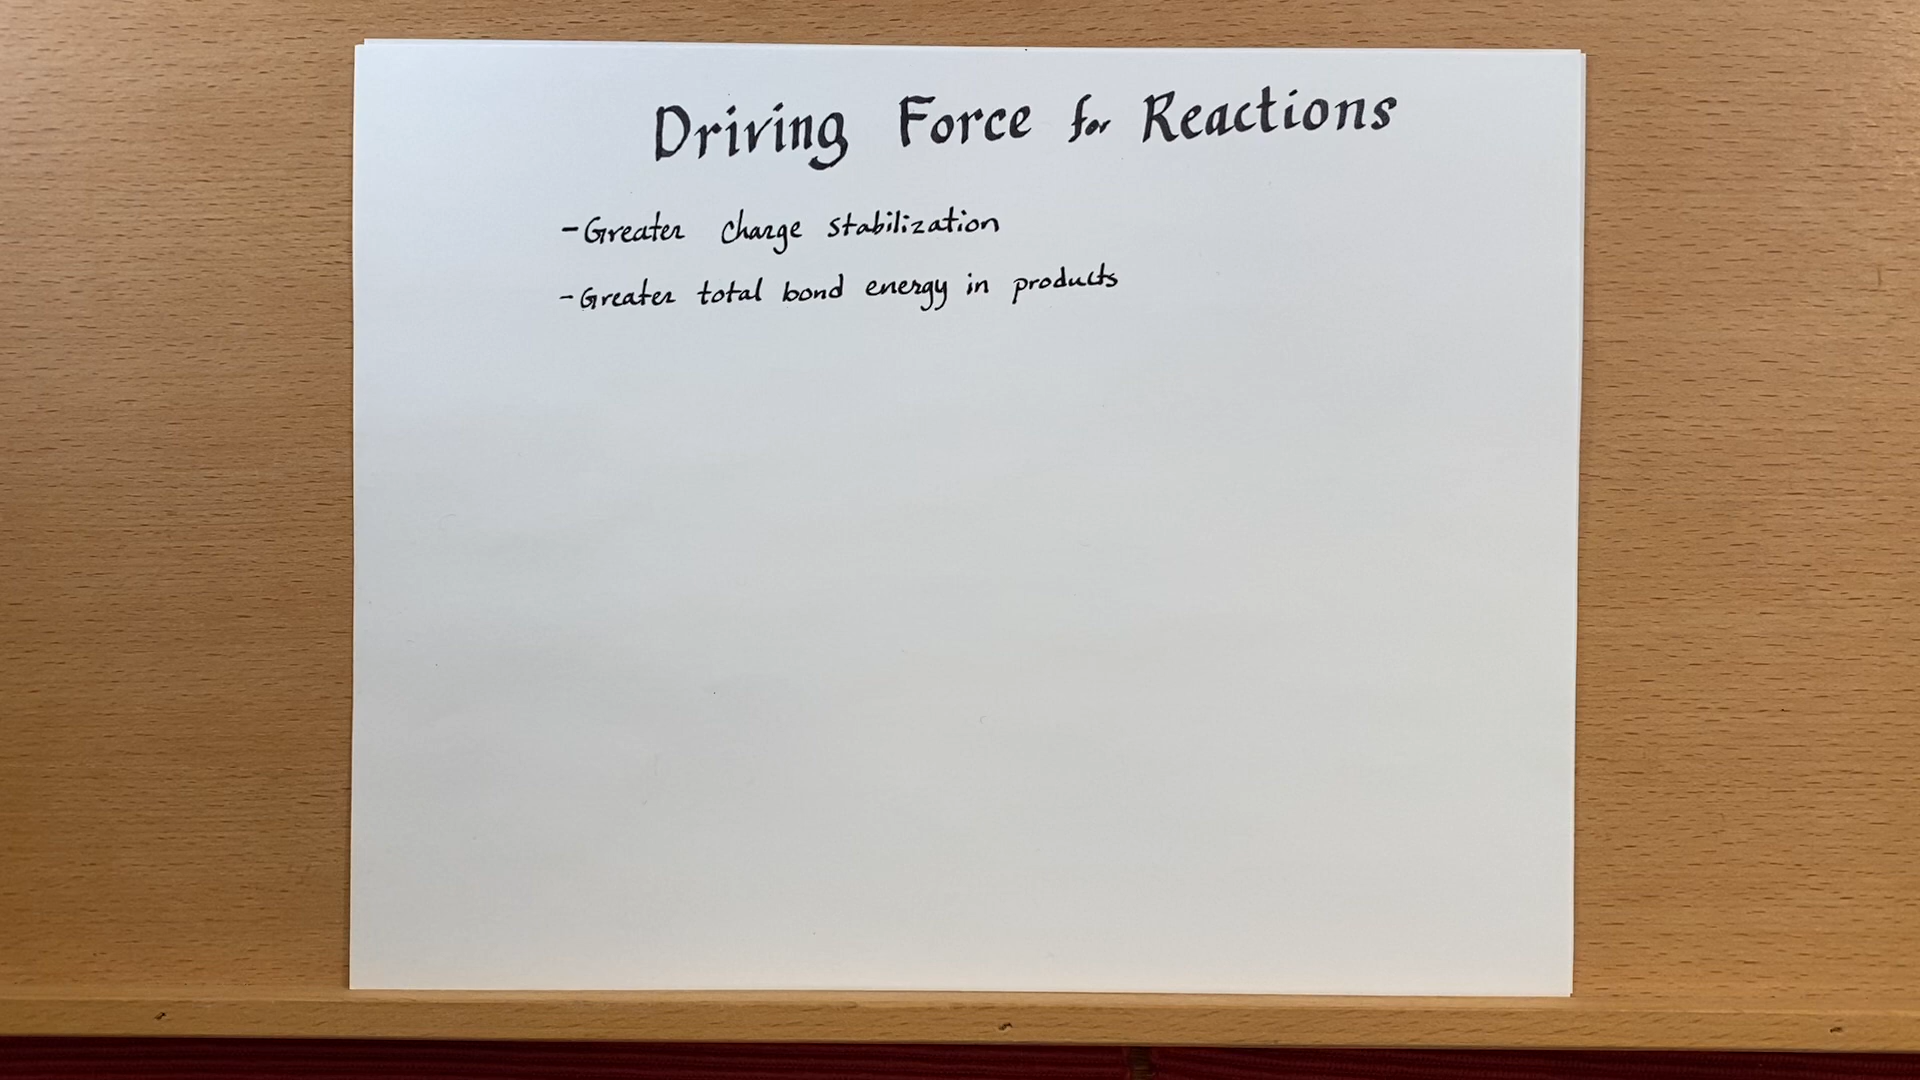 Driving Force for Reactions
- Greater charge stabilization
- Greater total bond energy in products